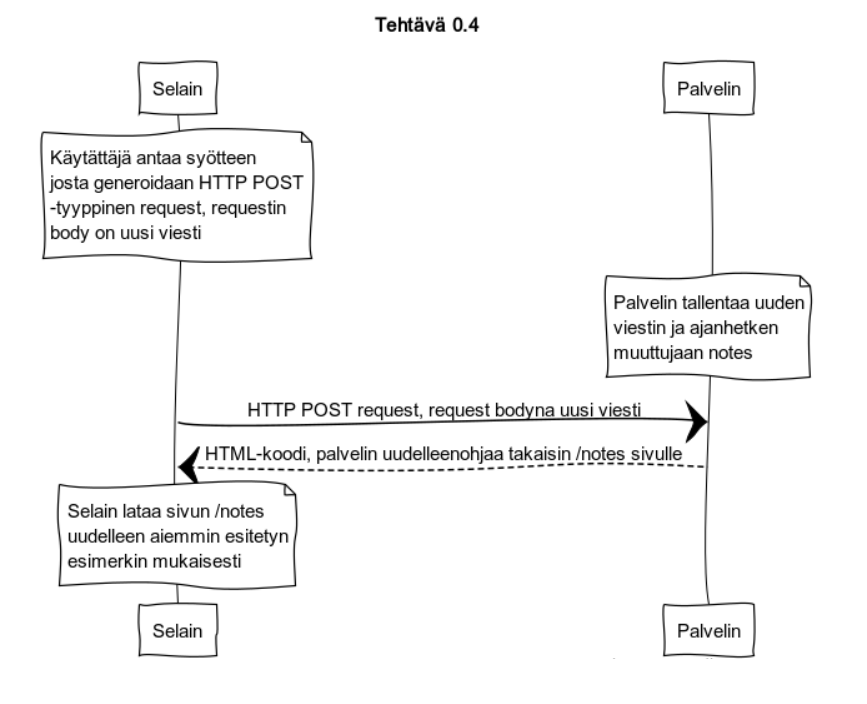 Tehtävä 0.4
Selain
Palvelin
Käytättäjä antaa syötteen
josta generoidaan HTTP POST
-tyyppinen request, requestin
body on uusi viesti
Palvelin tallentaa uuden
viestin ja ajanhetken
muuttujaan notes
HTTP POST request, request bodyna uusi viesti
HTML-koodi, palvelin uudelleenohjaa takaisin /notes sivulle
Selain lataa sivun /notes
uudelleen aiemmin esitetyn
esimerkin mukaisesti
Selain
Palvelin